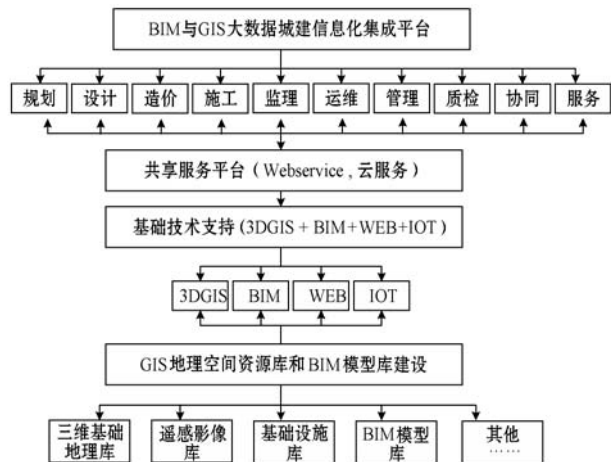 BIM与GIS大数据城建信息化集成平台
规划 设计 造价 施工 监理 运维 管理 质检 协同 服务
共享服务平台（Webservice,云服务）
基础技术支持(3DGIS+BIM+WEB+IOT)
3DGIS BIM WEB IOT
GIS地理空间资源库和BIM模型库建设
三维基础 遥感影像 基础设施 BIM模型 其他
地理库 库 库 库 ……